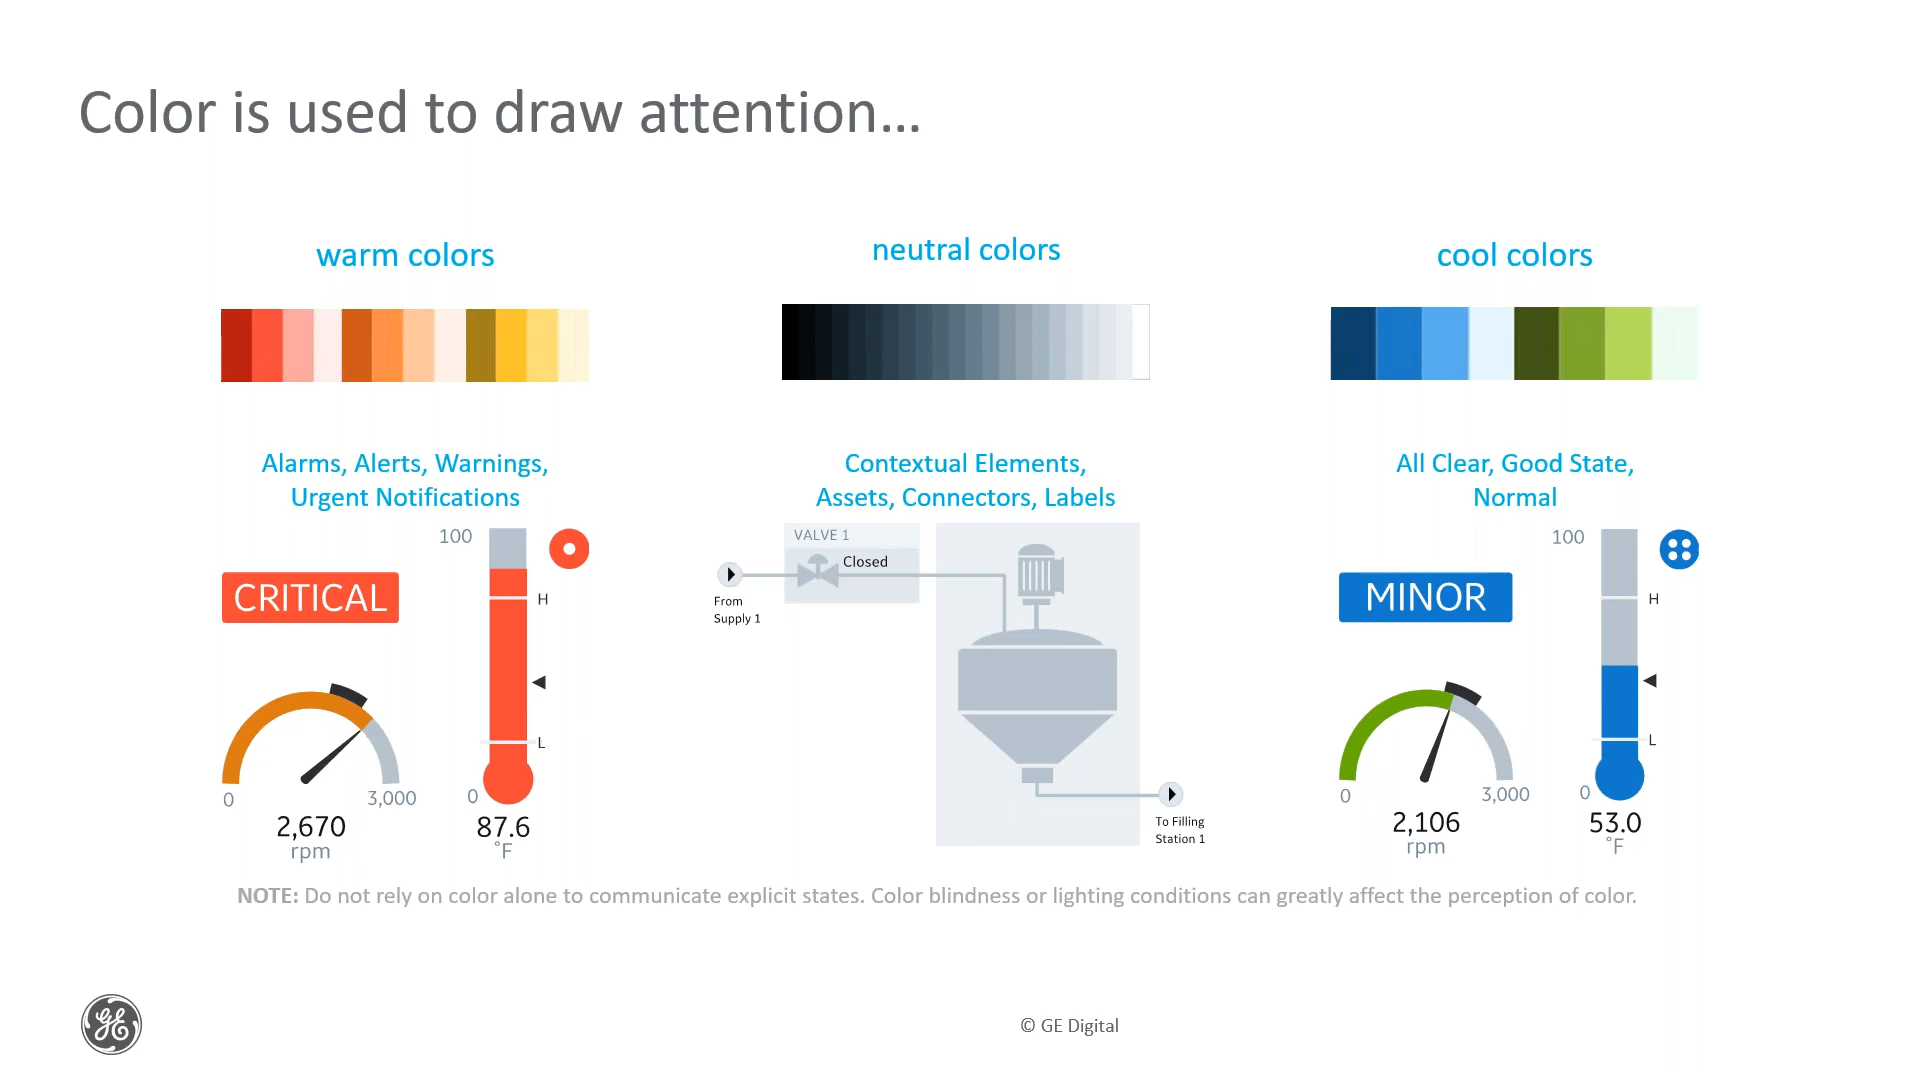 Color is used to draw attention...
warm colors
neutral colors
cool colors
Alarms, Alerts, Warnings,
Urgent Notifications
Contextual Elements,
Assets, Connectors, Labels
All Clear, Good State,
Normal
CRITICAL
100
H
L
0
0
3,000
2,670
rpm
87.6
°F
VALVE 1
Closed
From
Supply 1
To Filling
Station 1
MINOR
100
H
L
0
0
3,000
2,106
rpm
53.0
°F
NOTE: Do not rely on color alone to communicate explicit states. Color blindness or lighting conditions can greatly affect the perception of color.
GE
© GE Digital